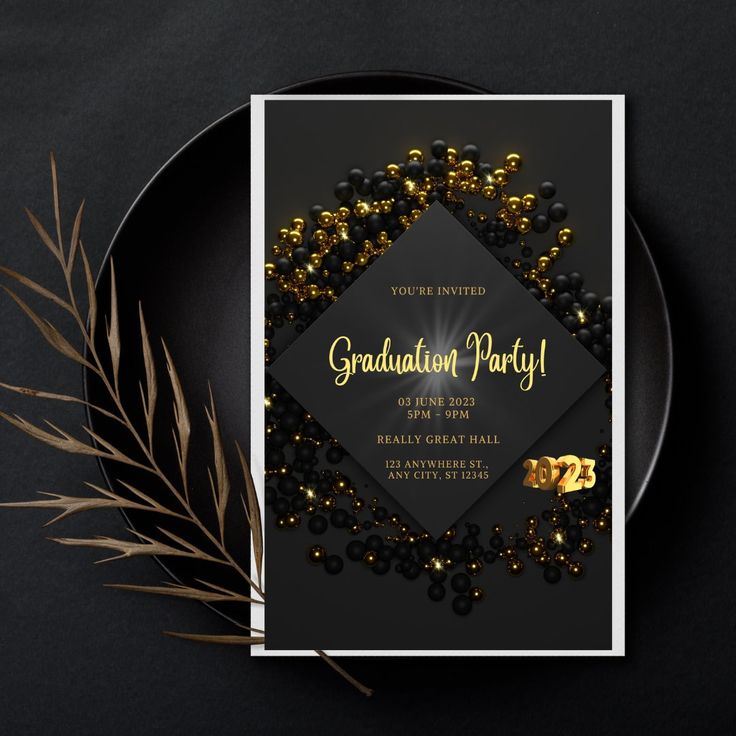 YOU'RE INVITED
Graduation Party!
03 JUNE 2023
5PM - 9PM
REALLY GREAT HALL
123 ANYWHERE ST.,
ANY CITY, ST 12345
2023